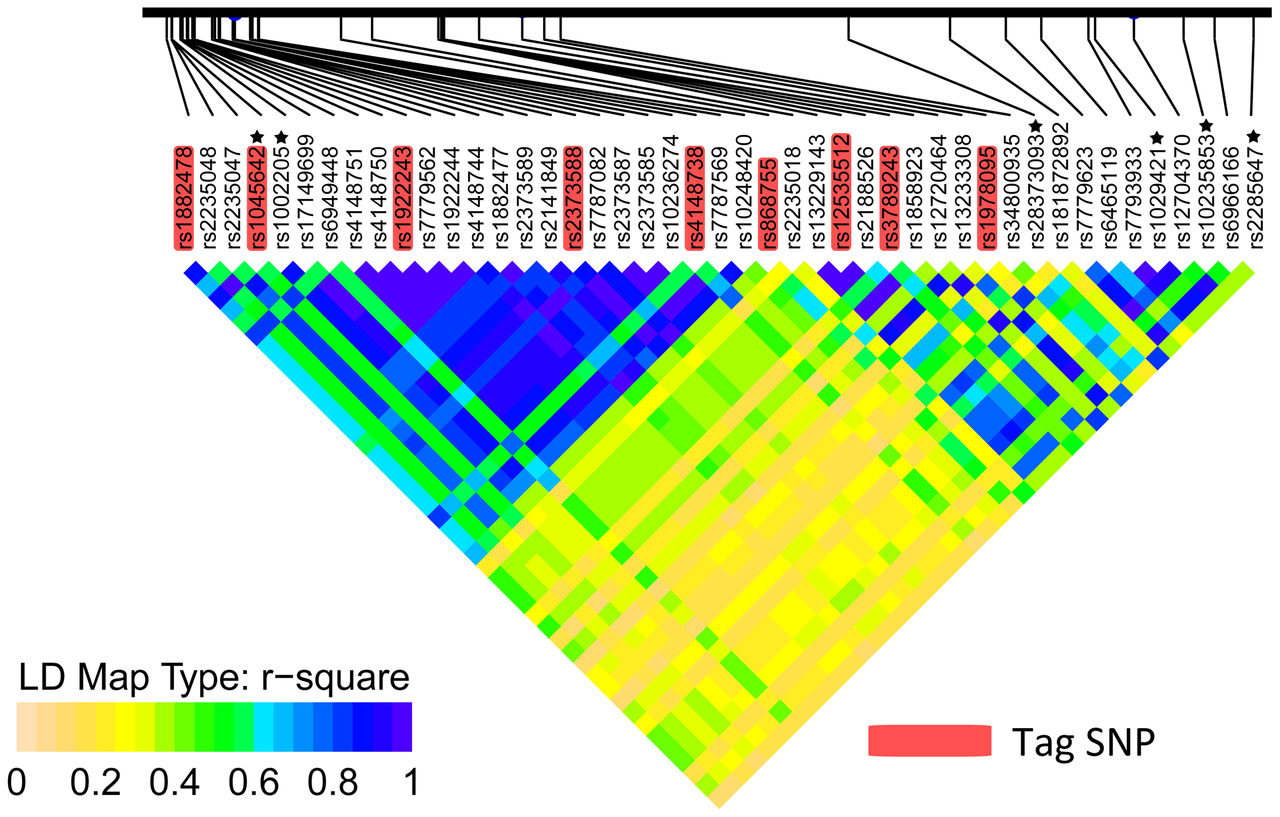 rs1882478
rs2235048
rs2235047
rs1045642★
rs1002205★
rs17149699
rs6949448
rs4148751
rs4148750
rs1922243
rs7779562
rs1922244
rs4148744
rs1882477
rs2373589
rs2141849
rs2373588
rs7787082
rs2373587
rs2373585
rs10236274
rs4148738
rs7787569
rs10248420
rs868755
rs2235018
rs13229143
rs12535512
rs2188526
rs3789243
rs1858923
rs12720464
rs13233308
rs1978095
rs34800935
rs28373093★
rs181872892
rs7796223
rs6465119
rs7793933
rs1029421★
rs12704370
rs10235853★
rs6966166
rs2285647★
LD Map Type: r−square
0 0.2 0.4 0.6 0.8 1
Tag SNP